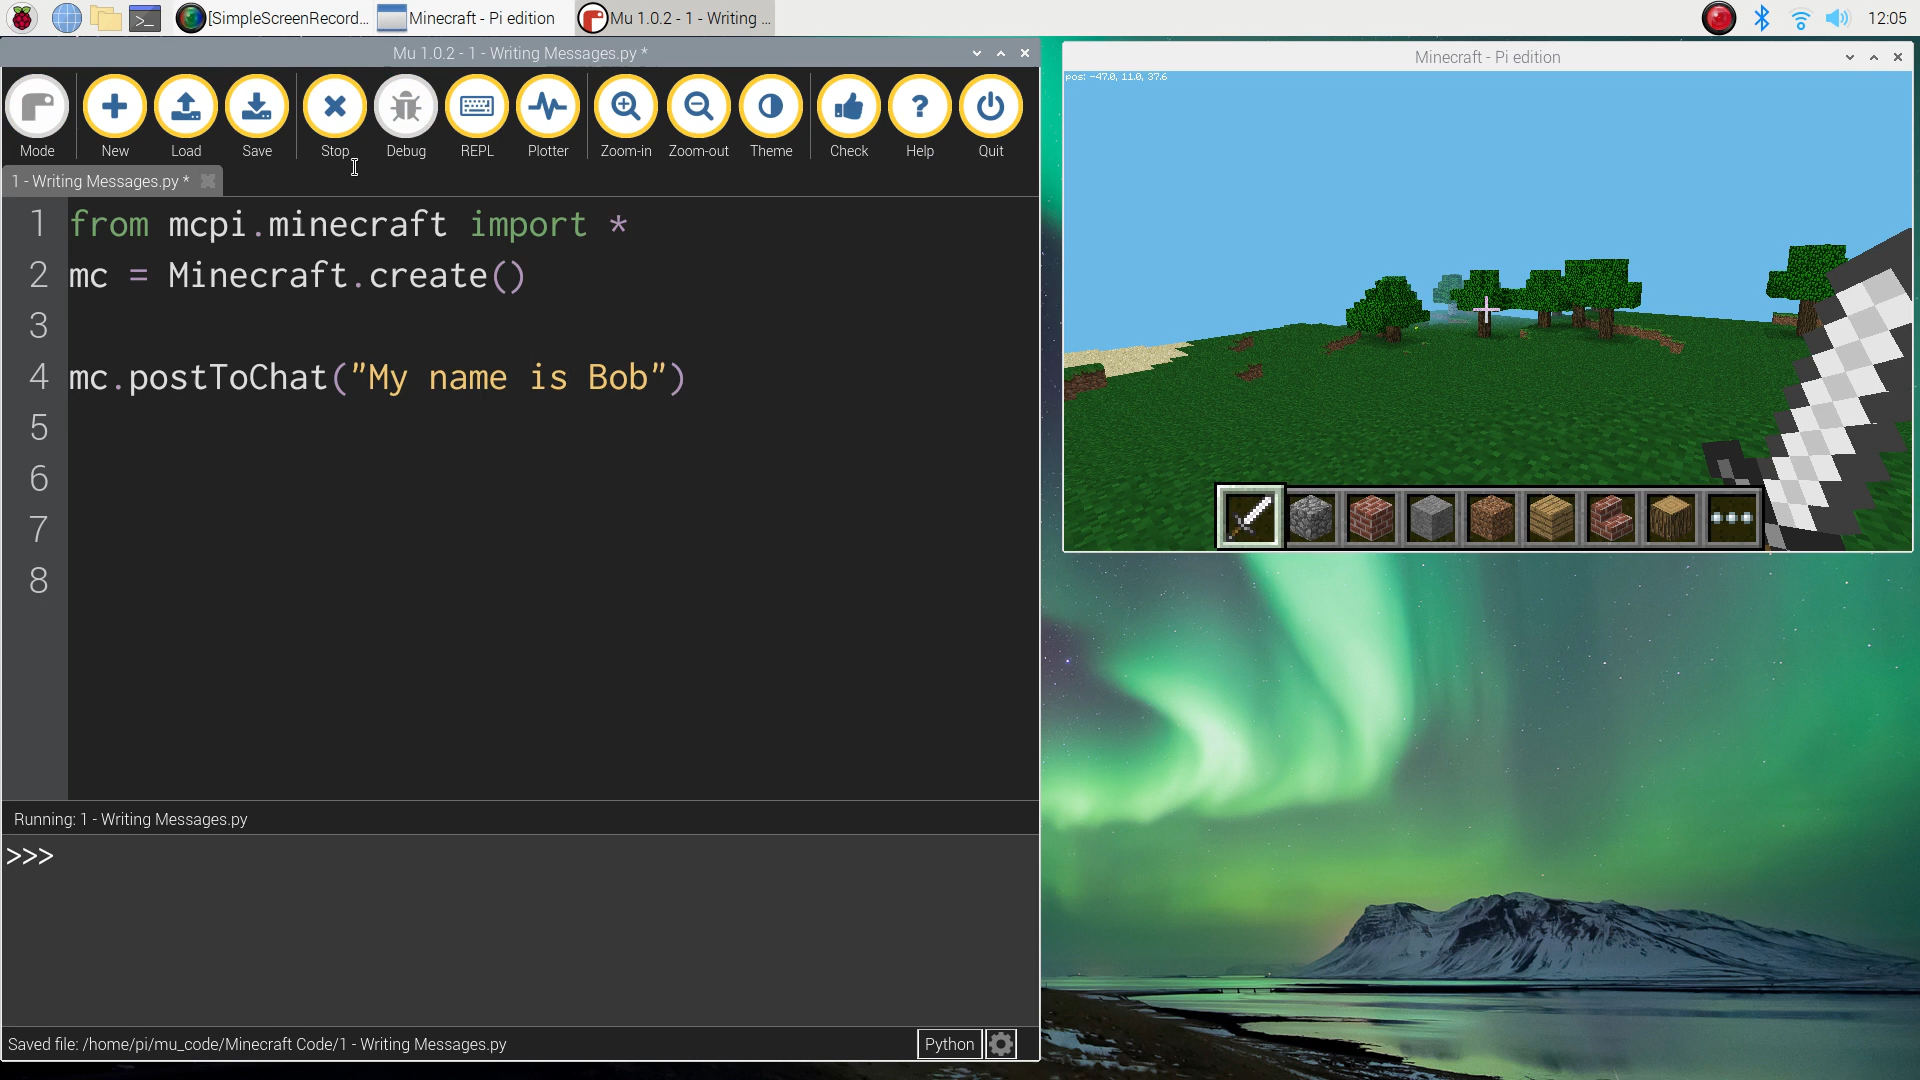 [SimpleScreenRecord... Minecraft - Pi edition Mu 1.0.2 - 1 - Writing ... 12:05
Mu 1.0.2 - 1 - Writing Messages.py *
Mode New Load Save Stop Debug REPL Plotter Zoom-in Zoom-out Theme Check Help Quit
1 - Writing Messages.py *
1 from mcpi.minecraft import *
2 mc = Minecraft.create()
3
4 mc.postToChat("My name is Bob")
5
6
7
8
Running: 1 - Writing Messages.py
>>>
Saved file: /home/pi/mu_code/Minecraft Code/1 - Writing Messages.py Python
Minecraft - Pi edition
pos: -47.0, 11.0, 37.6